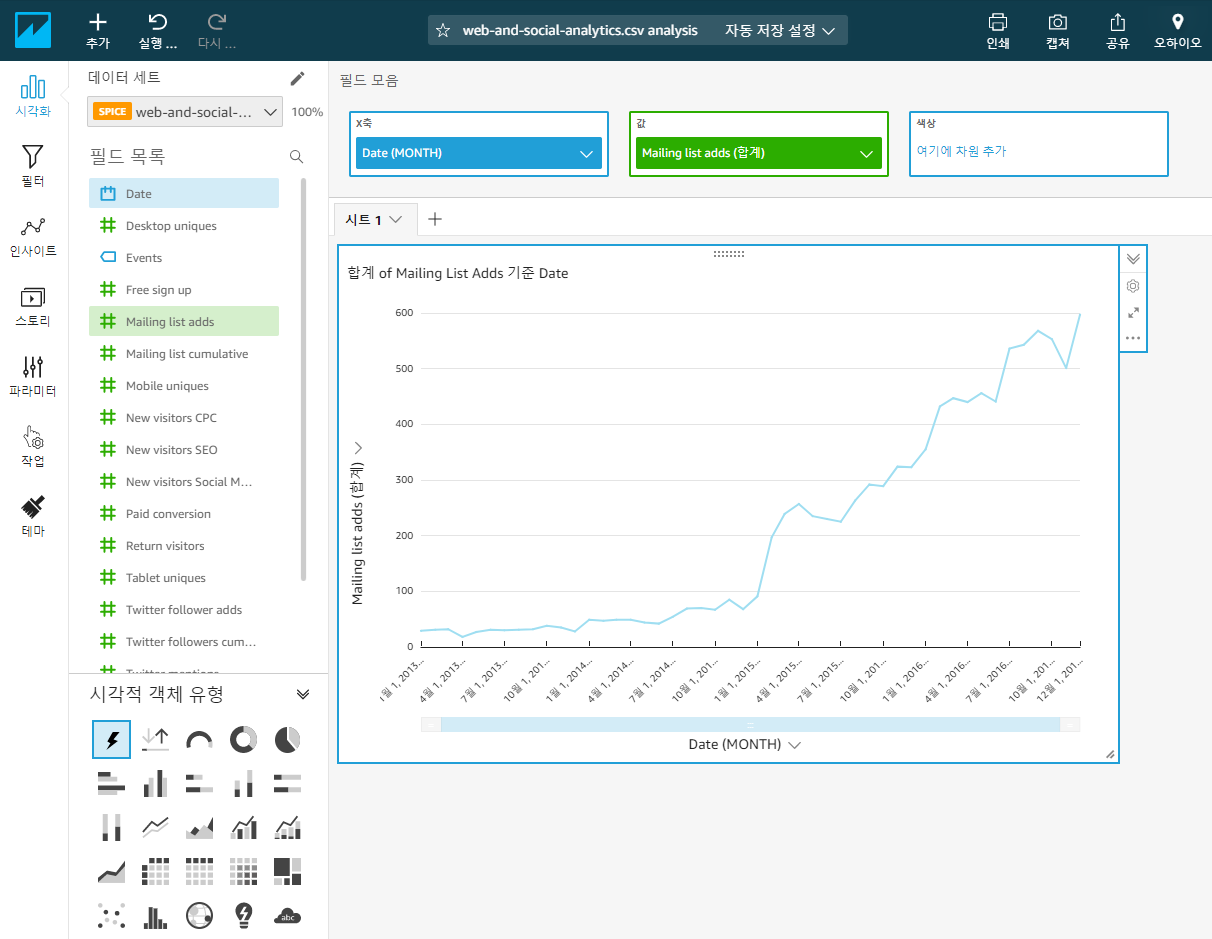 추가
실행 ...
다시 ...
web-and-social-analytics.csv analysis
자동 저장 설정
인쇄
캡처
공유
오하이오
시각화
필터
인사이트
스토리
파라미터
작업
테마
데이터 세트
SPICE web-and-social-... 100%
필드 목록
Date
Desktop uniques
Events
Free sign up
Mailing list adds
Mailing list cumulative
Mobile uniques
New visitors CPC
New visitors SEO
New visitors Social M...
Paid conversion
Return visitors
Tablet uniques
Twitter follower adds
Twitter followers cum...
Twitter mentions
시각적 객체 유형
abc
필드 모음
X축
Date (MONTH)
값
Mailing list adds (합계)
색상
여기에 차원 추가
시트 1
합계 of Mailing List Adds 기준 Date
600
500
400
300
200
100
0
Mailing list adds (합계)
1월 1, 2013...
4월 1, 2013...
7월 1, 2013...
10월 1, 201...
1월 1, 2014...
4월 1, 2014...
7월 1, 2014...
10월 1, 201...
1월 1, 2015...
4월 1, 2015...
7월 1, 2015...
10월 1, 201...
1월 1, 2016...
4월 1, 2016...
7월 1, 2016...
10월 1, 201...
12월 1, 201...
Date (MONTH)